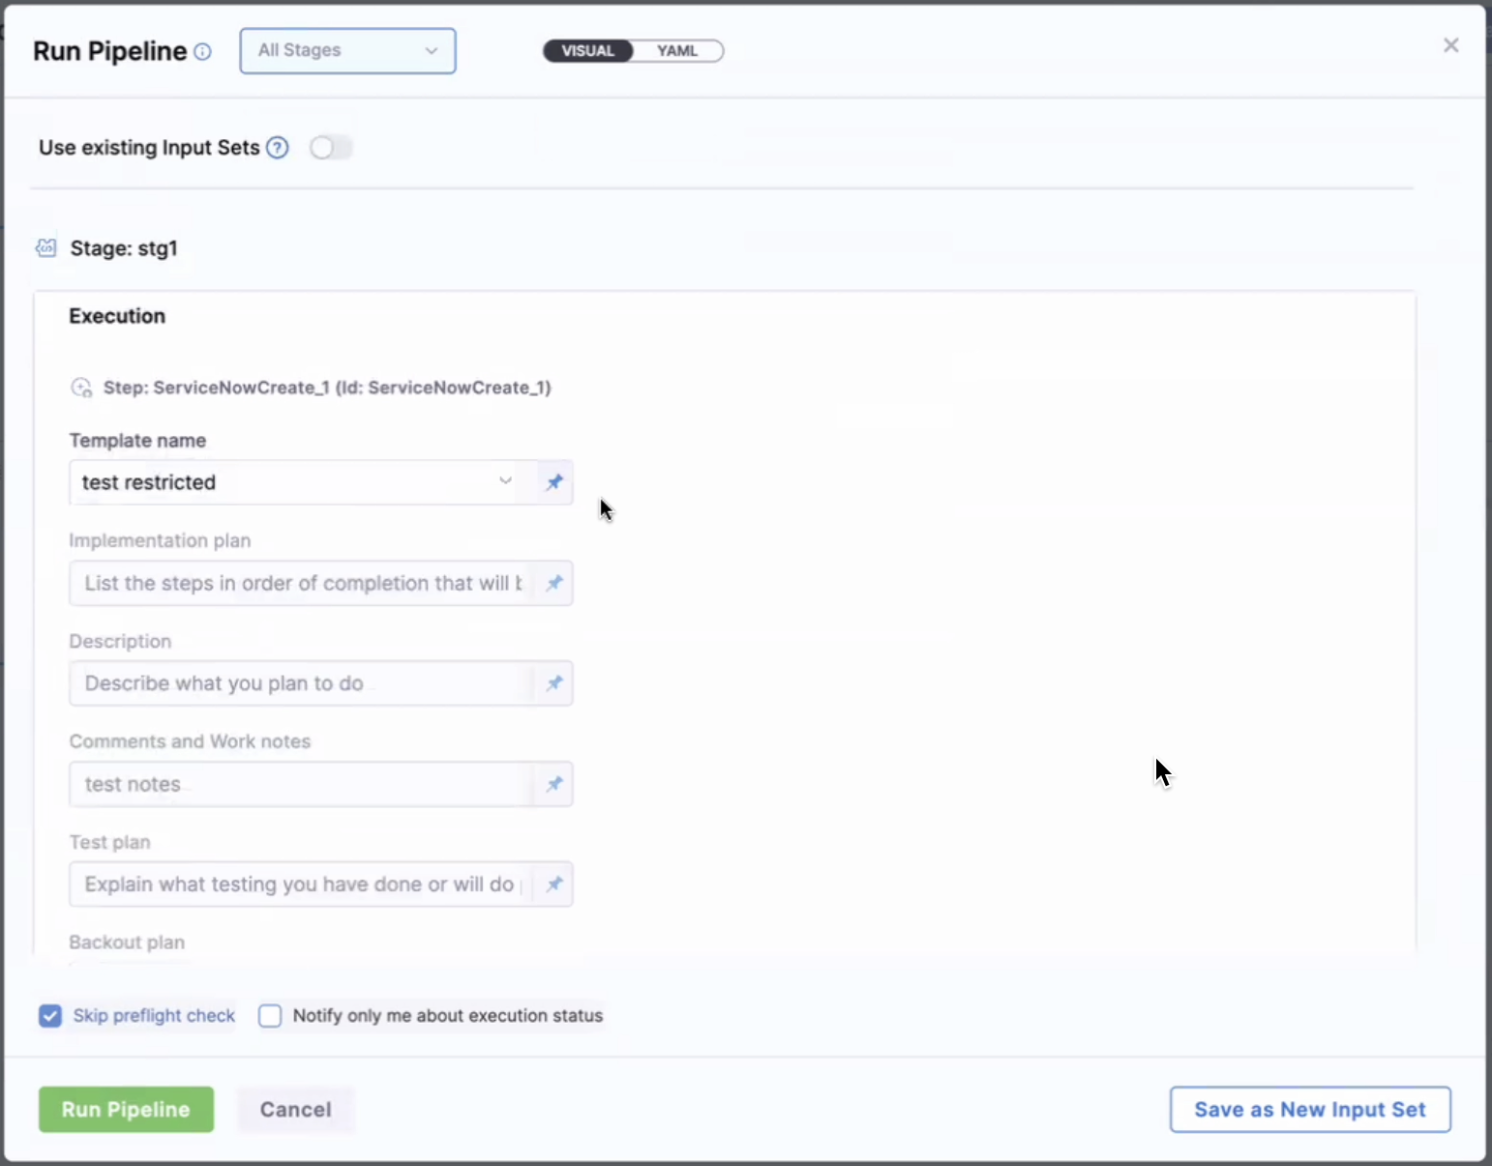 Run Pipeline
All Stages
VISUAL YAML
Use existing Input Sets
Stage: stg1
Execution
Step: ServiceNowCreate_1 (Id: ServiceNowCreate_1)
Template name
test restricted
Implementation plan
List the steps in order of completion that will
Description
Describe what you plan to do
Comments and Work notes
test notes
Test plan
Explain what testing you have done or will do
Backout plan
Skip preflight check Notify only me about execution status
Run Pipeline Cancel Save as New Input Set